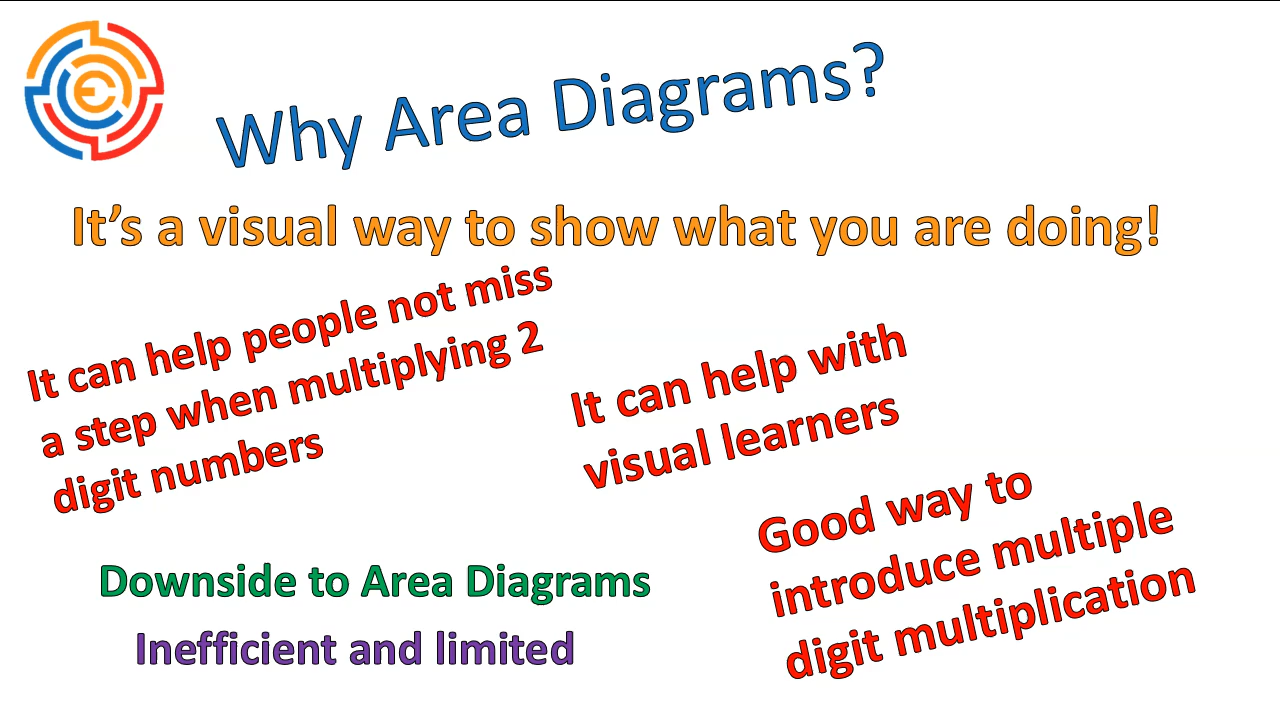 Why Area Diagrams?
It's a visual way to show what you are doing!
It can help people not miss
a step when multiplying 2
digit numbers
It can help with
visual learners
Good way to
introduce multiple
digit multiplication
Downside to Area Diagrams
Inefficient and limited